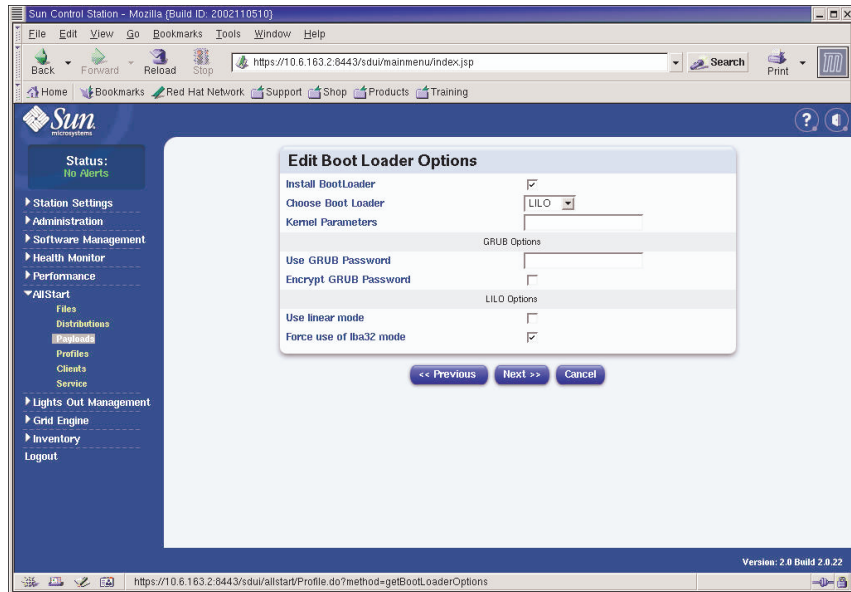 Sun Control Station - Mozilla {Build ID: 2002110510}
File Edit View Go Bookmarks Tools Window Help
Back Forward Reload Stop https://10.6.163.2:8443/sdui/mainmenu/index.jsp Search Print
Home Bookmarks Red Hat Network Support Shop Products Training
Sun
microsystems
?
Status:
No Alerts
Station Settings
Administration
Software Management
Health Monitor
Performance
AllStart
Files
Distributions
Payloads
Profiles
Clients
Service
Lights Out Management
Grid Engine
Inventory
Logout
Edit Boot Loader Options
Install BootLoader
Choose Boot Loader LILO
Kernel Parameters
GRUB Options
Use GRUB Password
Encrypt GRUB Password
LILO Options
Use linear mode
Force use of lba32 mode
<< Previous Next >> Cancel
Version: 2.0 Build 2.0.22
https://10.6.163.2:8443/sdui/allstart/Profile.do?method=getBootLoaderOptions